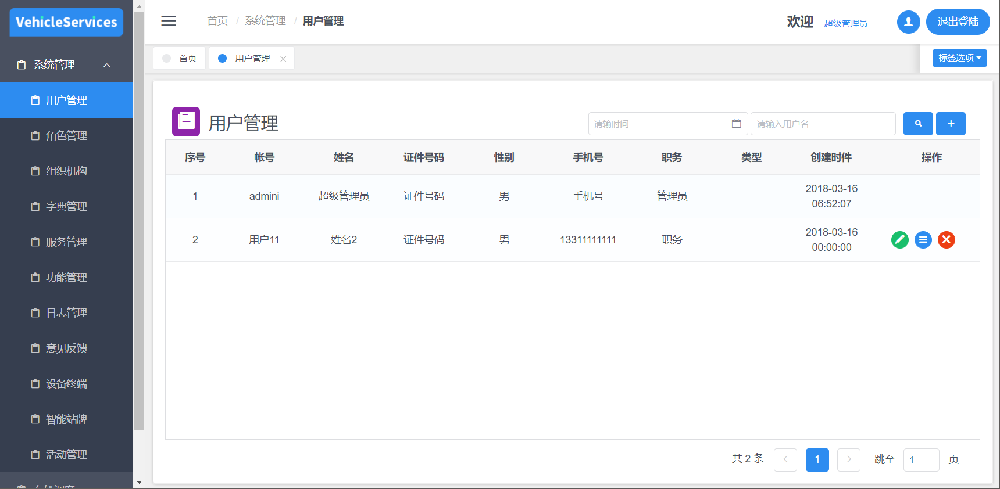 VehicleServices
系统管理
用户管理
角色管理
组织机构
字典管理
服务管理
功能管理
日志管理
意见反馈
设备终端
智能站牌
活动管理
车辆调度
首页 / 系统管理 / 用户管理
欢迎 超级管理员 退出登陆
首页 用户管理 标签选项
用户管理 请输时间 请输入用户名
序号 帐号 姓名 证件号码 性别 手机号 职务 类型 创建时件 操作
1 admini 超级管理员 证件号码 男 手机号 管理员 2018-03-16
06:52:07
2 用户11 姓名2 证件号码 男 13311111111 职务 2018-03-16
00:00:00
共 2 条 1 跳至 1 页